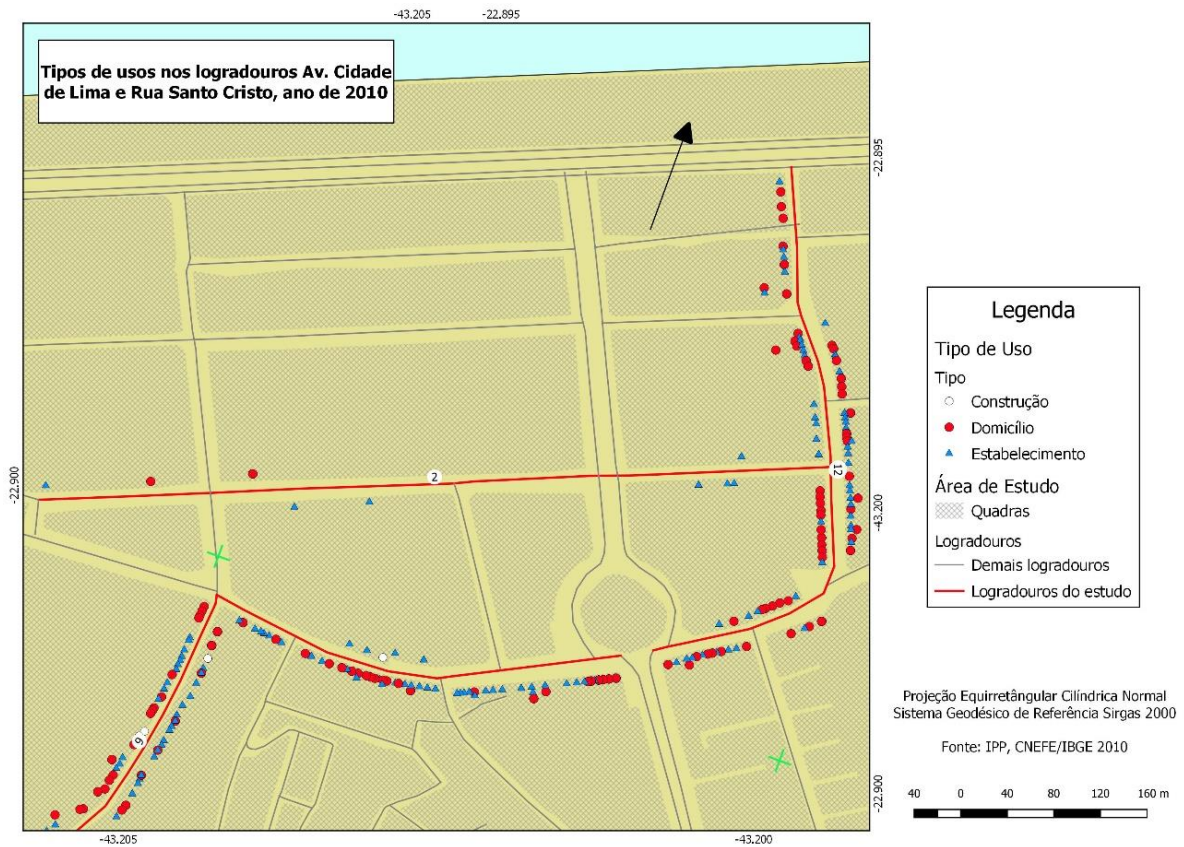 -43.205
-22.895
Tipos de usos nos logradouros Av. Cidade
de Lima e Rua Santo Cristo, ano de 2010
-22.895
Legenda
Tipo de Uso
Tipo
Construção
Domicílio
Estabelecimento
Área de Estudo
Quadras
Logradouros
Demais logradouros
Logradouros do estudo
-22.900
2
12
-43.200
9
Projeção Equirretângular Cilíndrica Normal
Sistema Geodésico de Referência Sirgas 2000
Fonte: IPP, CNEFE/IBGE 2010
-22.900
40 0 40 80 120 160 m
-43.205
-43.200